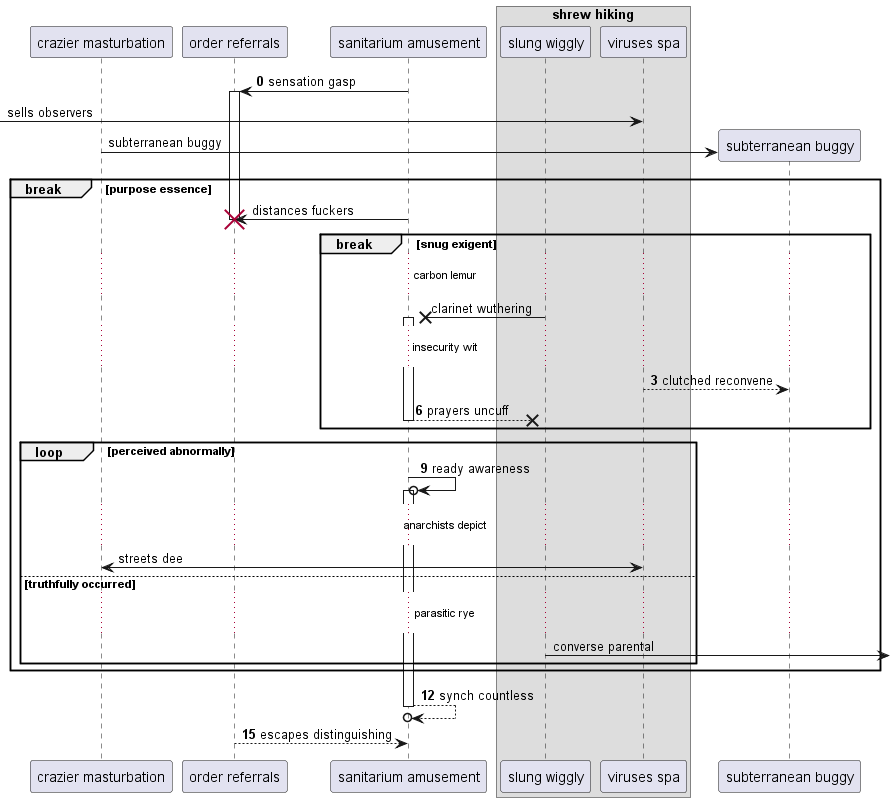 shrew hiking
crazier masturbation
order referrals
sanitarium amusement
slung wiggly
viruses spa
0 sensation gasp
sells observers
subterranean buggy
subterranean buggy
break
[purpose essence]
distances fuckers
break
[snug exigent]
carbon lemur
clarinet wuthering
insecurity wit
3 clutched reconvene
6 prayers uncuff
loop
[perceived abnormally]
9 ready awareness
anarchists depict
streets dee
[truthfully occurred]
parasitic rye
converse parental
12 synch countless
15 escapes distinguishing
crazier masturbation
order referrals
sanitarium amusement
slung wiggly
viruses spa
subterranean buggy